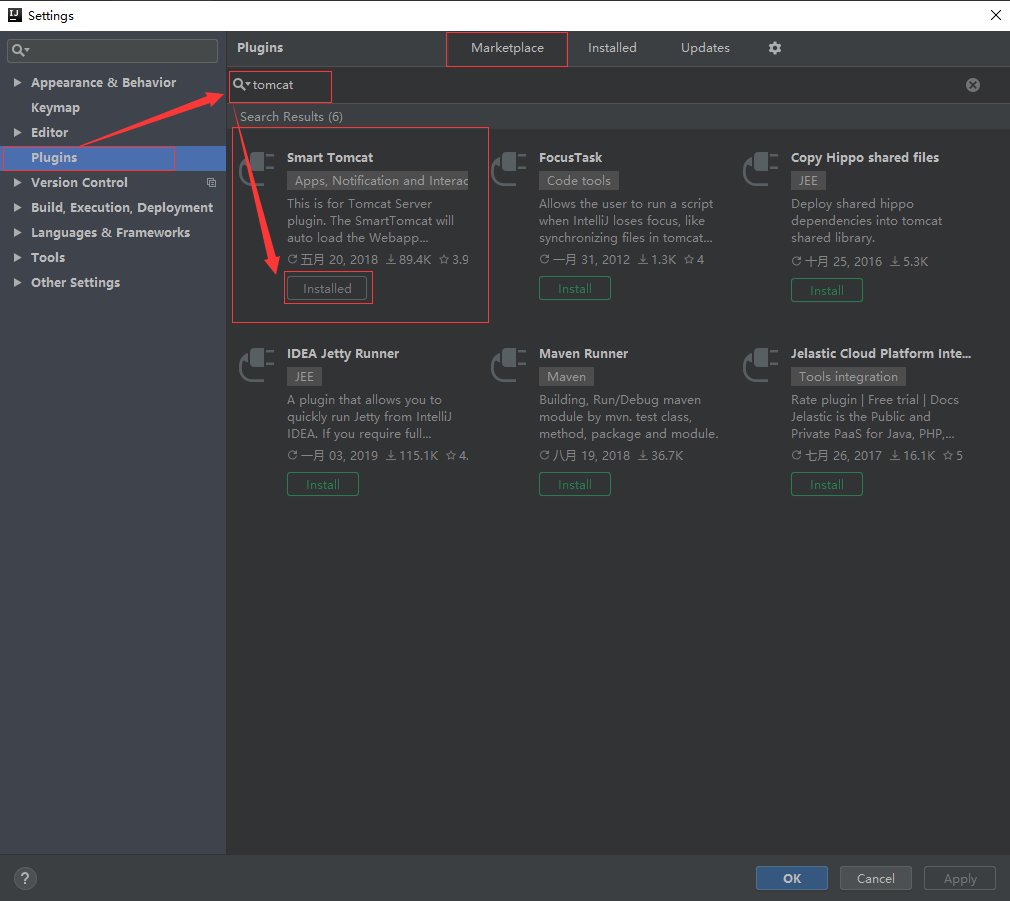 Settings
Plugins
Marketplace
Installed
Updates
Appearance & Behavior
Keymap
Editor
Plugins
Version Control
Build, Execution, Deployment
Languages & Frameworks
Tools
Other Settings
tomcat
Search Results (6)
Smart Tomcat
Apps, Notification and Interac
This is for Tomcat Server
plugin. The SmartTomcat will
auto load the Webapp...
五月 20, 2018 89.4K 3.9
Installed
FocusTask
Code tools
Allows the user to run a script
when IntelliJ loses focus, like
synchronizing files in tomcat...
一月 31, 2012 1.3K 4
Install
Copy Hippo shared files
JEE
Deploy shared hippo
dependencies into tomcat
shared library.
十月 25, 2016 5.3K
Install
IDEA Jetty Runner
JEE
A plugin that allows you to
quickly run Jetty from IntelliJ
IDEA. If you require full...
一月 03, 2019 115.1K 4.
Install
Maven Runner
Maven
Building, Run/Debug maven
module by mvn. test class,
method, package and module.
八月 19, 2018 36.7K
Install
Jelastic Cloud Platform Inte...
Tools integration
Rate plugin | Free trial | Docs
Jelastic is the Public and
Private PaaS for Java, PHP,...
七月 26, 2017 16.1K 5
Install
?
OK
Cancel
Apply